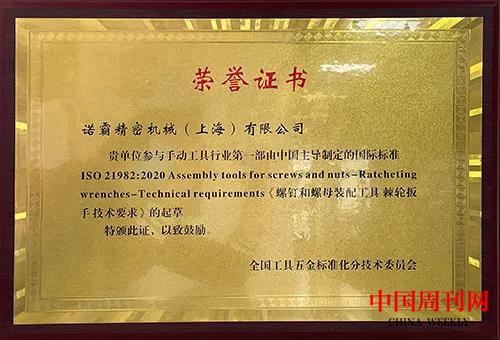 荣誉证书
诺霸精密机械（上海）有限公司
贵单位参与手动工具行业第一部由中国主导制定的国际标准
ISO 21982:2020 Assembly tools for screws and nuts-Ratcheting
wrenches-Technical requirements《螺钉和螺母装配工具 棘轮扳
手 技术要求》的起草
特颁此证，以致鼓励。
全国工具五金标准化分技术委员会
中国周刊网
CHINA WEEKLY